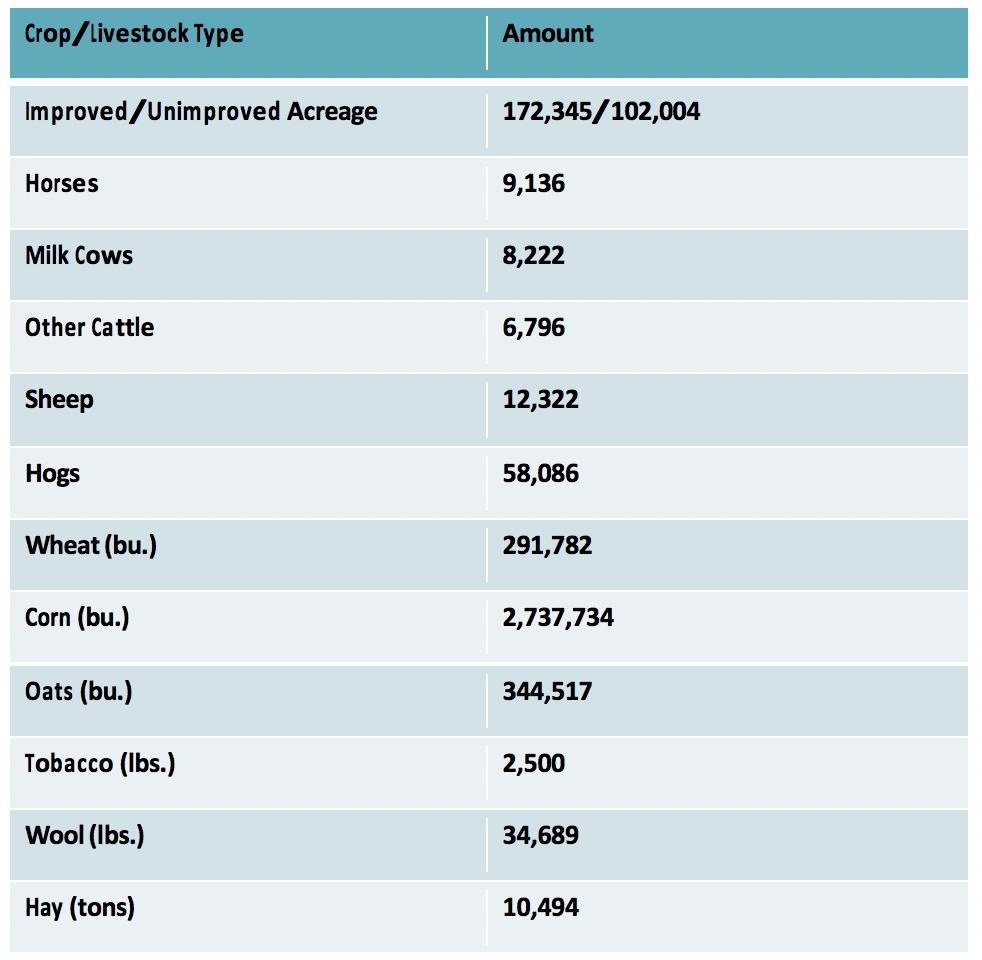 Crop/Livestock Type Amount
Improved/Unimproved Acreage 172,345/102,004
Horses 9,136
Milk Cows 8,222
Other Cattle 6,796
Sheep 12,322
Hogs 58,086
Wheat (bu.) 291,782
Corn (bu.) 2,737,734
Oats (bu.) 344,517
Tobacco (lbs.) 2,500
Wool (lbs.) 34,689
Hay (tons) 10,494